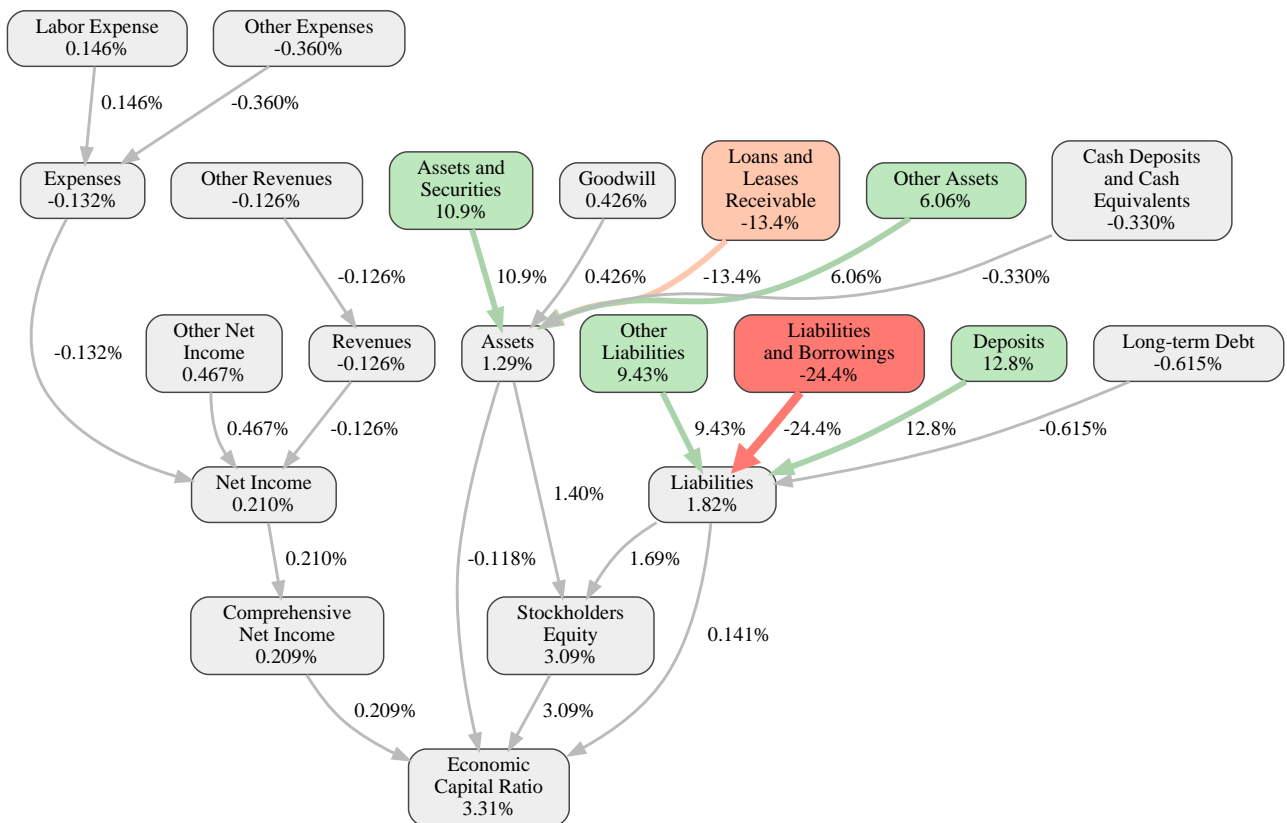 Labor Expense
0.146%
Other Expenses
-0.360%
0.146%
-0.360%
Expenses
-0.132%
Other Revenues
-0.126%
Assets and
Securities
10.9%
Goodwill
0.426%
Loans and
Leases
Receivable
-13.4%
Other Assets
6.06%
Cash Deposits
and Cash
Equivalents
-0.330%
-0.126%
10.9%
0.426%
-13.4%
6.06%
-0.330%
-0.132%
Other Net
Income
0.467%
Revenues
-0.126%
Assets
1.29%
Other
Liabilities
9.43%
Liabilities
and Borrowings
-24.4%
Deposits
12.8%
Long-term Debt
-0.615%
0.467%
-0.126%
9.43%
-24.4%
12.8%
-0.615%
Net Income
0.210%
1.40%
Liabilities
1.82%
0.210%
-0.118%
1.69%
Comprehensive
Net Income
0.209%
Stockholders
Equity
3.09%
0.141%
0.209%
3.09%
Economic
Capital Ratio
3.31%